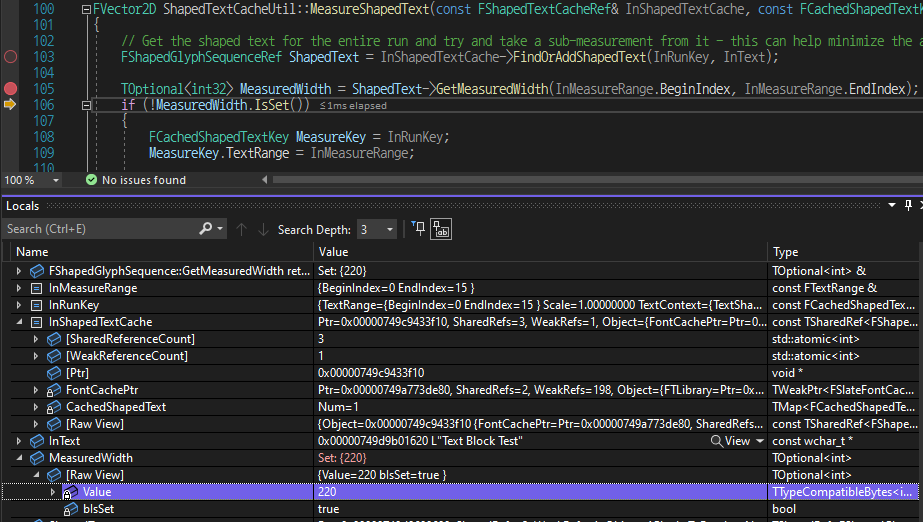 100 FVector2D ShapedTextCacheUtil::MeasureShapedText(const FShapedTextCacheRef& InShapedTextCache, const FCachedShapedTextK
101 {
102 // Get the shaped text for the entire run and try and take a sub-measurement from it - this can help minimize the a
103 FShapedGlyphSequenceRef ShapedText = InShapedTextCache->FindOrAddShapedText(InRunKey, InText);
104
105 TOptional<int32> MeasuredWidth = ShapedText->GetMeasuredWidth(InMeasureRange.BeginIndex, InMeasureRange.EndIndex);
106 if (!MeasuredWidth.IsSet()) ≤1ms elapsed
107 {
108 FCachedShapedTextKey MeasureKey = InRunKey;
109 MeasureKey.TextRange = InMeasureRange;
110
100 % No issues found
Locals
Search (Ctrl+E) Search Depth: 3
Name Value Type
FShapedGlyphSequence::GetMeasuredWidth ret... Set: {220} TOptional<int> &
InMeasureRange {BeginIndex=0 EndIndex=15 } const FTextRange &
InRunKey {TextRange={BeginIndex=0 EndIndex=15 } Scale=1.00000000 TextContext={TextSha... const FCachedShapedTex...
InShapedTextCache Ptr=0x00000749c9433f10, SharedRefs=3, WeakRefs=1, Object={FontCachePtr=Ptr=0... const TSharedRef<FShape...
[SharedReferenceCount] 3 std::atomic<int>
[WeakReferenceCount] 1 std::atomic<int>
[Ptr] 0x00000749c9433f10 void *
FontCachePtr Ptr=0x00000749a773de80, SharedRefs=2, WeakRefs=198, Object={FTLibrary=Ptr=0x... TWeakPtr<FSlateFontCac...
CachedShapedText Num=1 TMap<FCachedShapedTe...
[Raw View] {Object=0x00000749c9433f10 {FontCachePtr=Ptr=0x00000749a773de80, SharedRefs... const TSharedRef<FShape...
InText 0x00000749d9b01620 L"Text Block Test" View const wchar_t *
MeasuredWidth Set: {220} TOptional<int>
[Raw View] {Value=220 bIsSet=true } TOptional<int>
Value 220 TTypeCompatibleBytes<i...
bIsSet true bool